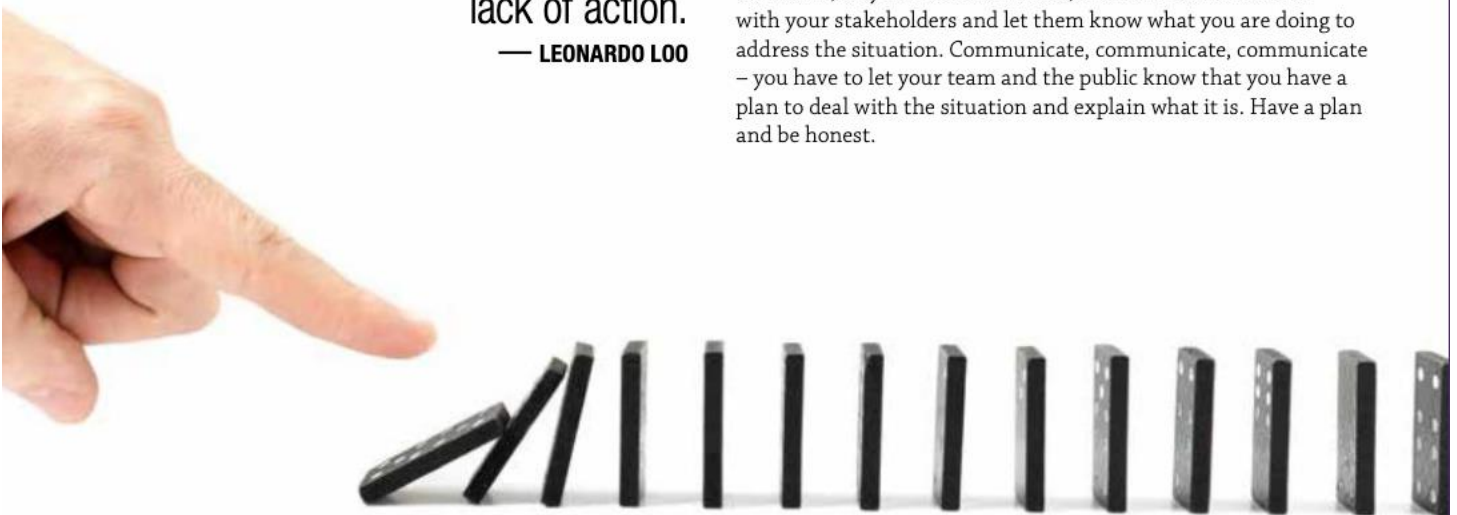 lack of action.
— LEONARDO LOO
with your stakeholders and let them know what you are doing to
address the situation. Communicate, communicate, communicate
– you have to let your team and the public know that you have a
plan to deal with the situation and explain what it is. Have a plan
and be honest.